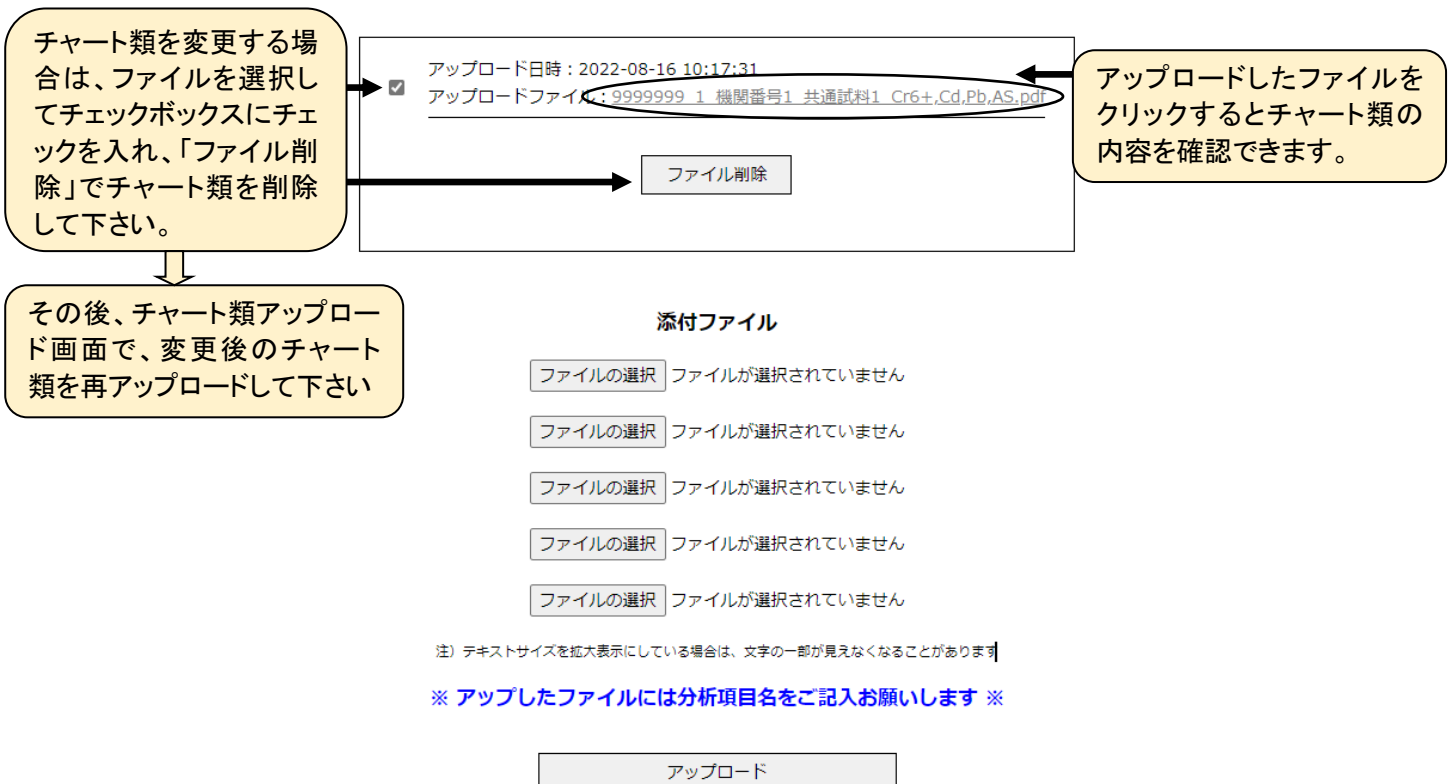 チャート類を変更する場
合は、ファイルを選択し
てチェックボックスにチェ
ックを入れ、「ファイル削
除」でチャート類を削除
して下さい。
アップロード日時：2022-08-16 10:17:31
アップロードファイル：9999999_1_機関番号1_共通試料1_Cr6+,Cd,Pb,AS.pdf
ファイル削除
アップロードしたファイルを
クリックするとチャート類の
内容を確認できます。
その後、チャート類アップロー
ド画面で、変更後のチャート
類を再アップロードして下さい
添付ファイル
ファイルの選択 ファイルが選択されていません
ファイルの選択 ファイルが選択されていません
ファイルの選択 ファイルが選択されていません
ファイルの選択 ファイルが選択されていません
ファイルの選択 ファイルが選択されていません
注）テキストサイズを拡大表示にしている場合は、文字の一部が見えなくなることがあります
※ アップしたファイルには分析項目名をご記入お願いします ※
アップロード